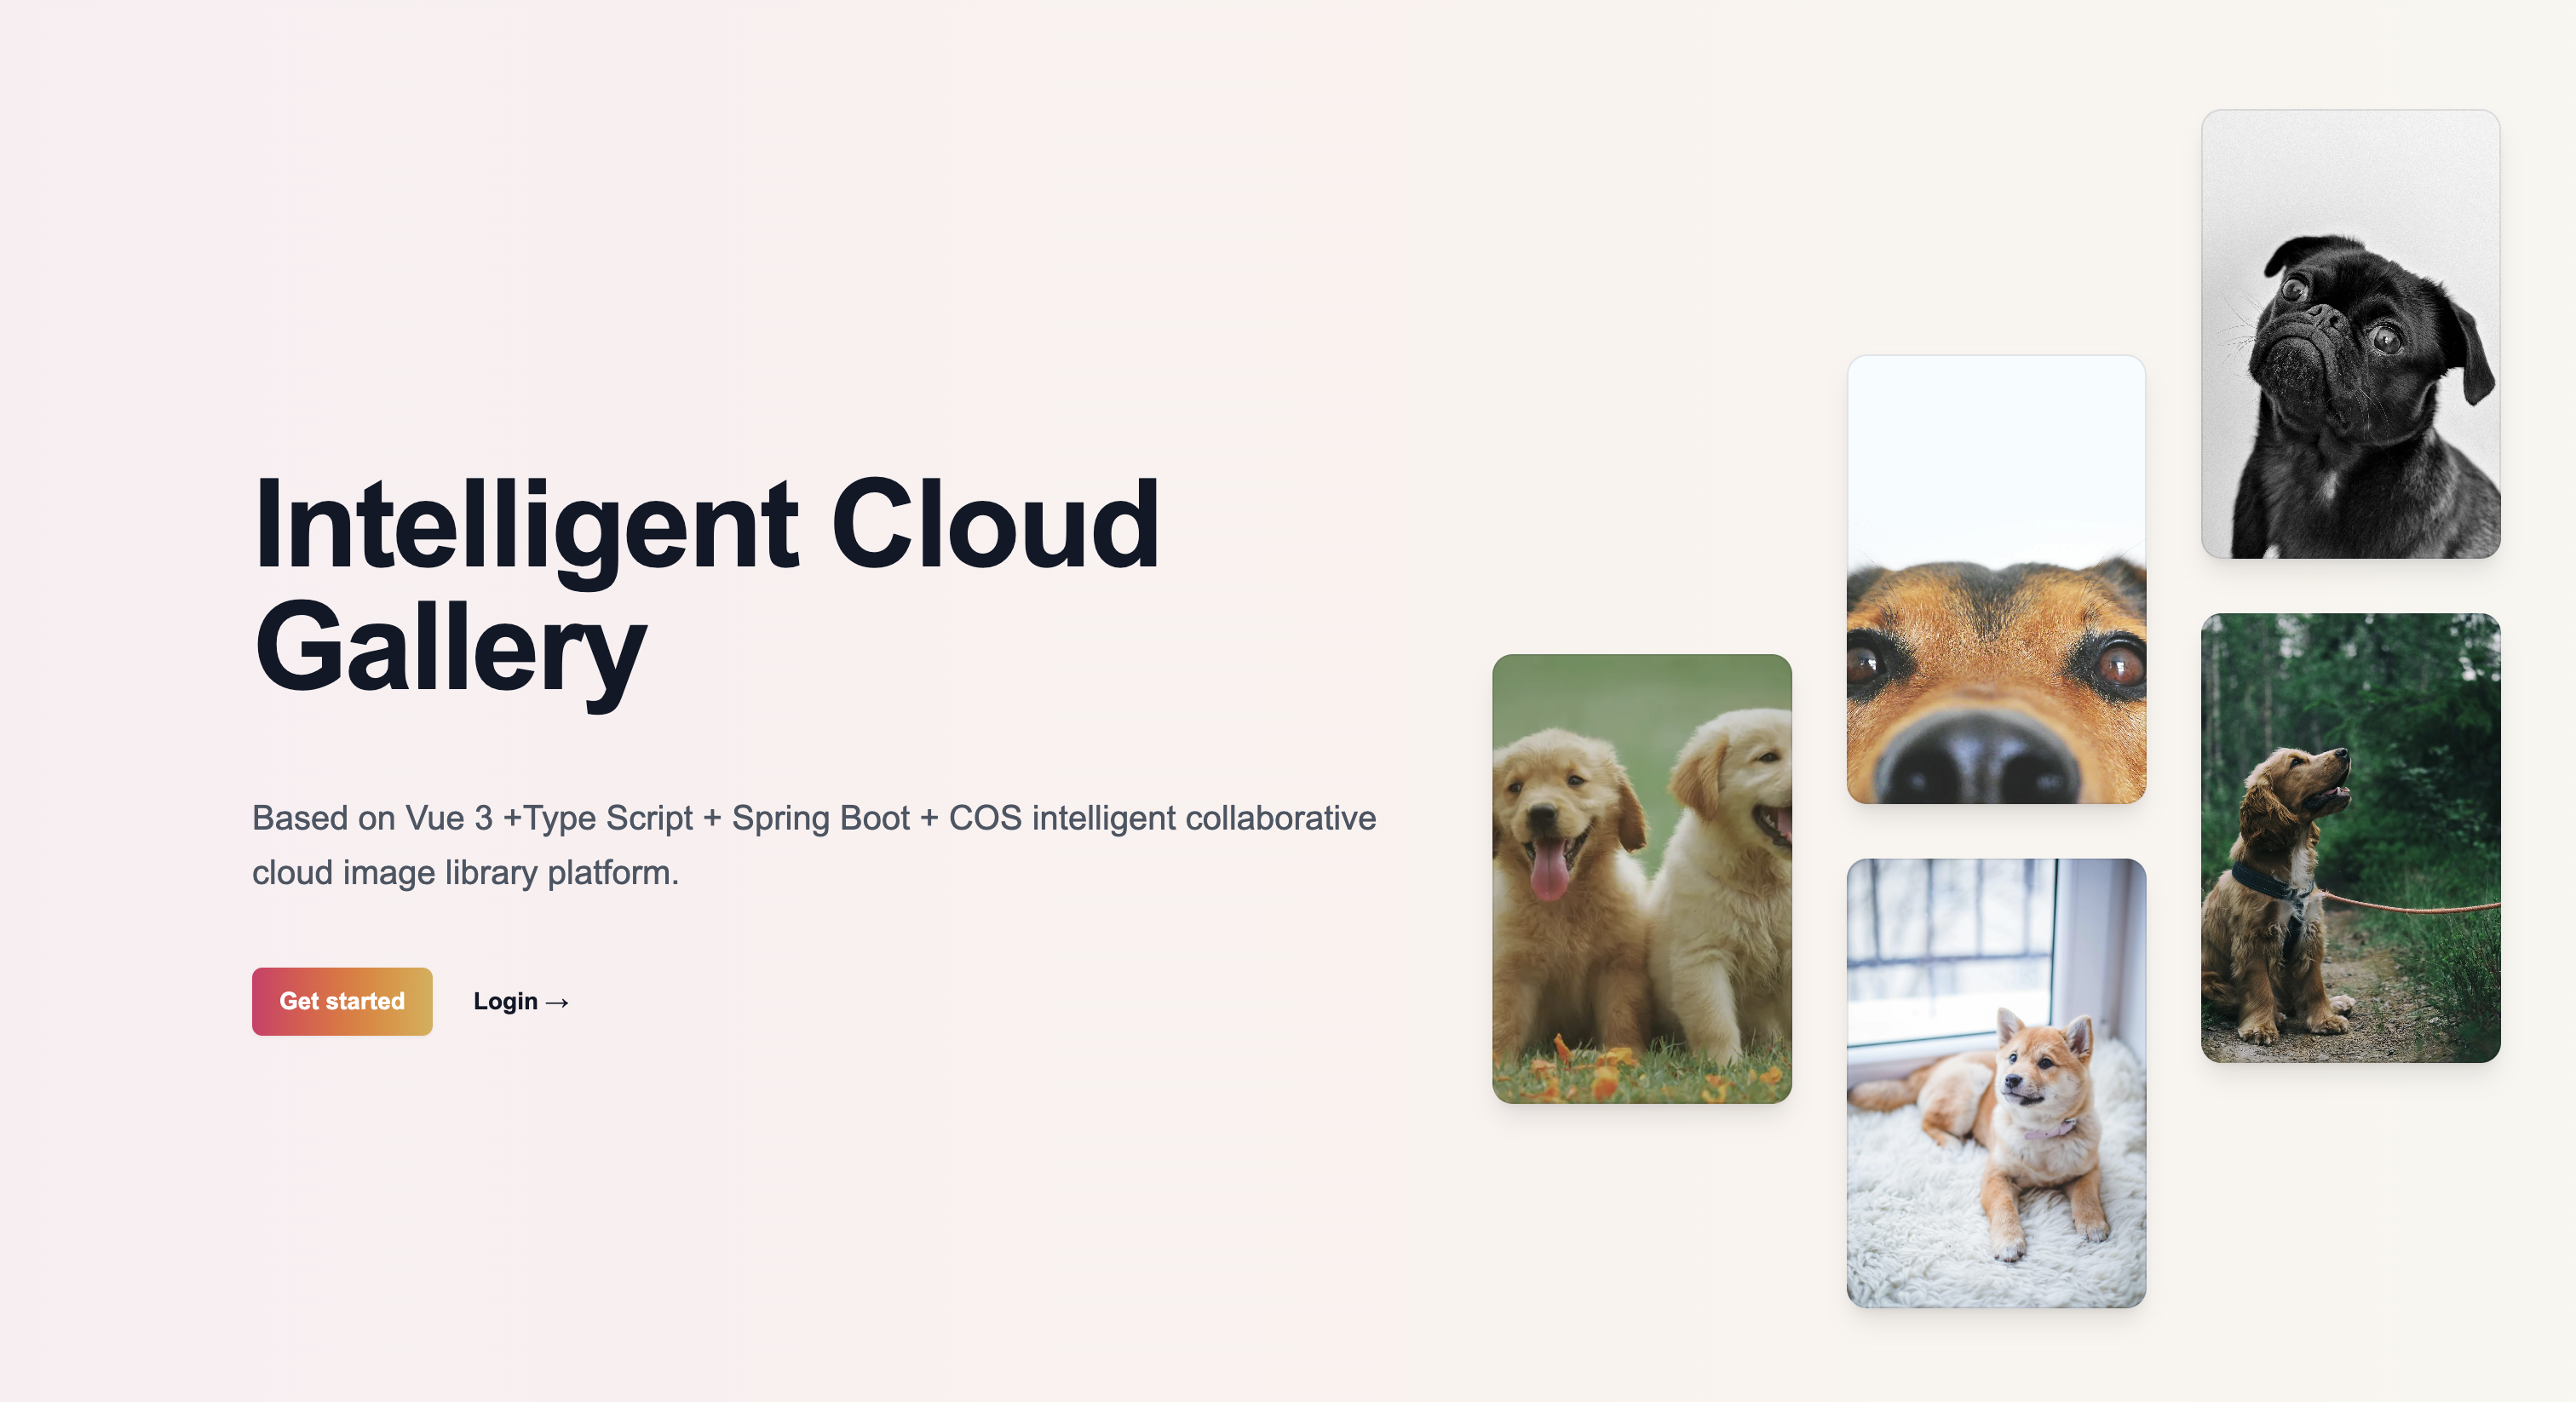 Intelligent Cloud
Gallery
Based on Vue 3 +Type Script + Spring Boot + COS intelligent collaborative
cloud image library platform.
Get started
Login →